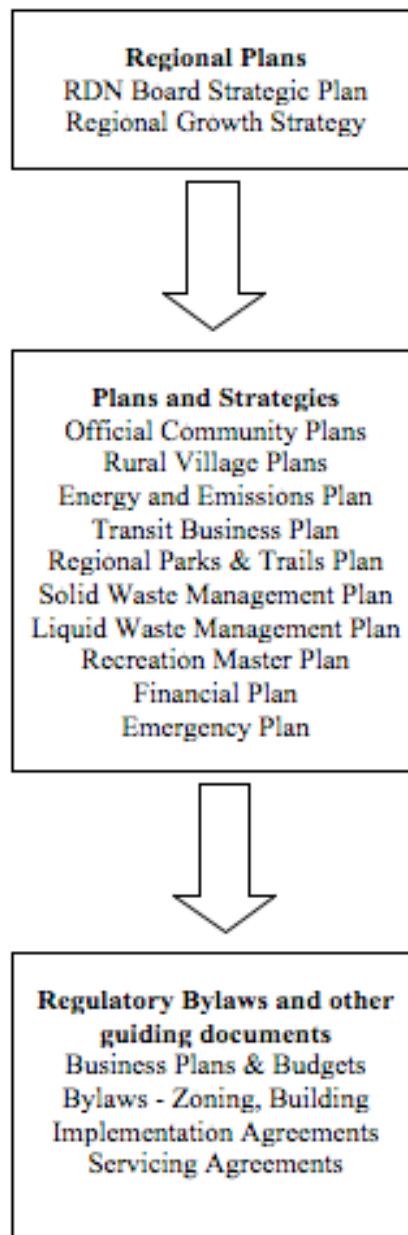 Regional Plans
RDN Board Strategic Plan
Regional Growth Strategy
Plans and Strategies
Official Community Plans
Rural Village Plans
Energy and Emissions Plan
Transit Business Plan
Regional Parks & Trails Plan
Solid Waste Management Plan
Liquid Waste Management Plan
Recreation Master Plan
Financial Plan
Emergency Plan
Regulatory Bylaws and other
guiding documents
Business Plans & Budgets
Bylaws - Zoning, Building
Implementation Agreements
Servicing Agreements